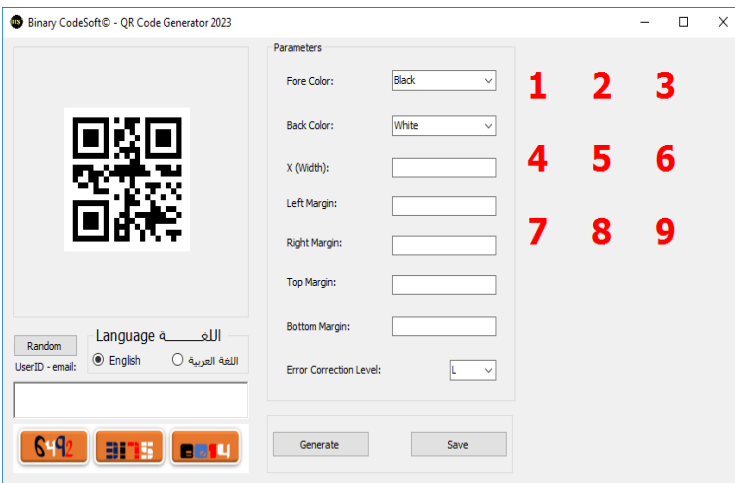 Binary CodeSoft© - QR Code Generator 2023
Parameters
Fore Color: Black
Back Color: White
X (Width):
Left Margin:
Right Margin:
Top Margin:
Bottom Margin:
Error Correction Level: L
1 2 3
4 5 6
7 8 9
Random
Language اللغـــــــة
UserID - email:
English
اللغة العربية
6492
3175
Generate
Save